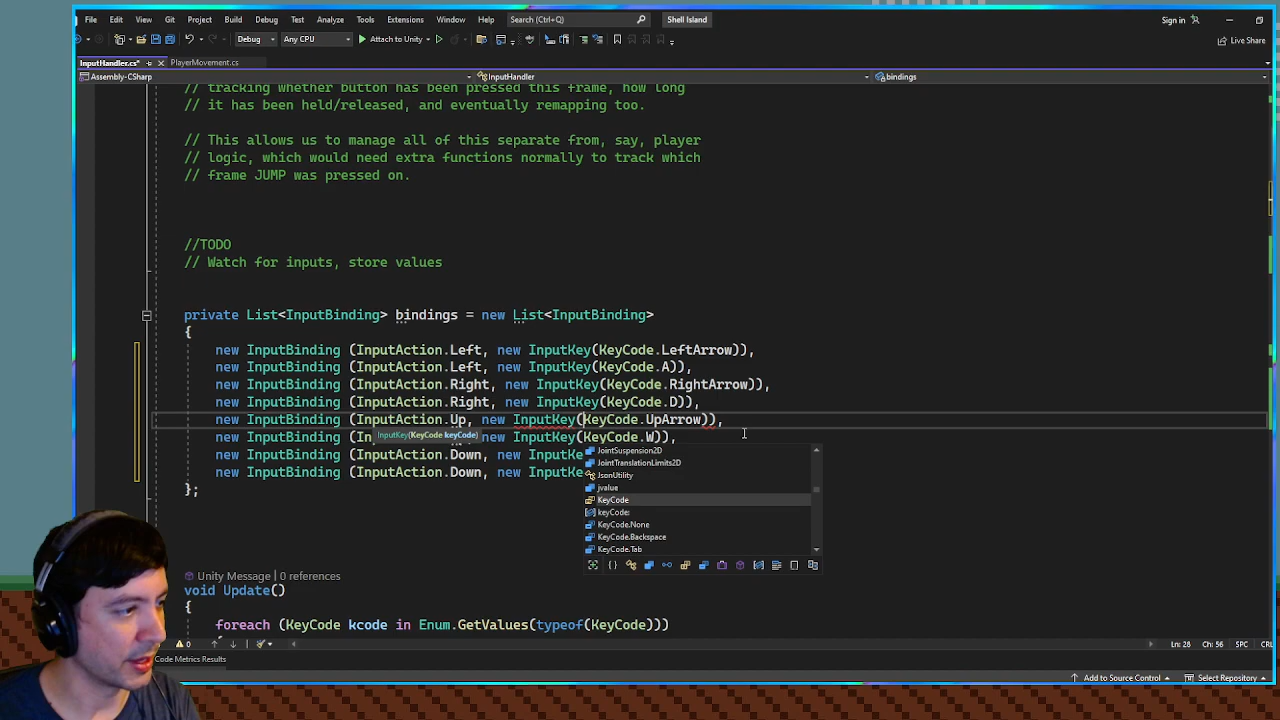 File Edit View Git Project Build Debug Test Analyze Tools Extensions Window Help Search (Ctrl+Q) Shell Island Sign in
Debug Any CPU Attach to Unity Live Share
InputHandler.cs* PlayerMovement.cs
Assembly-CSharp InputHandler bindings
// tracking whether button has been pressed this frame, how long
// it has been held/released, and eventually remapping too.
// This allows us to manage all of this separate from, say, player
// logic, which would need extra functions normally to track which
// frame JUMP was pressed on.
//TODO
// Watch for inputs, store values
private List<InputBinding> bindings = new List<InputBinding>
{
new InputBinding (InputAction.Left, new InputKey(KeyCode.LeftArrow)),
new InputBinding (InputAction.Left, new InputKey(KeyCode.A)),
new InputBinding (InputAction.Right, new InputKey(KeyCode.RightArrow)),
new InputBinding (InputAction.Right, new InputKey(KeyCode.D)),
new InputBinding (InputAction.Up, new InputKey(KeyCode.UpArrow)),
InputKey(KeyCode keyCode)
new InputBinding (In new InputKey(KeyCode.W)),
JointSuspension2D
new InputBinding (InputAction.Down, new InputKe
JointTranslationLimits2D
new InputBinding (InputAction.Down, new InputKe
JsonUtility
jvalue
};
KeyCode
keyCode:
KeyCode.None
KeyCode.Backspace
KeyCode.Tab
Unity Message | 0 references
void Update()
{
foreach (KeyCode kcode in Enum.GetValues(typeof(KeyCode)))
0 Ln: 28 Ch: 56 SPC CRL
Code Metrics Results
Add to Source Control Select Repository